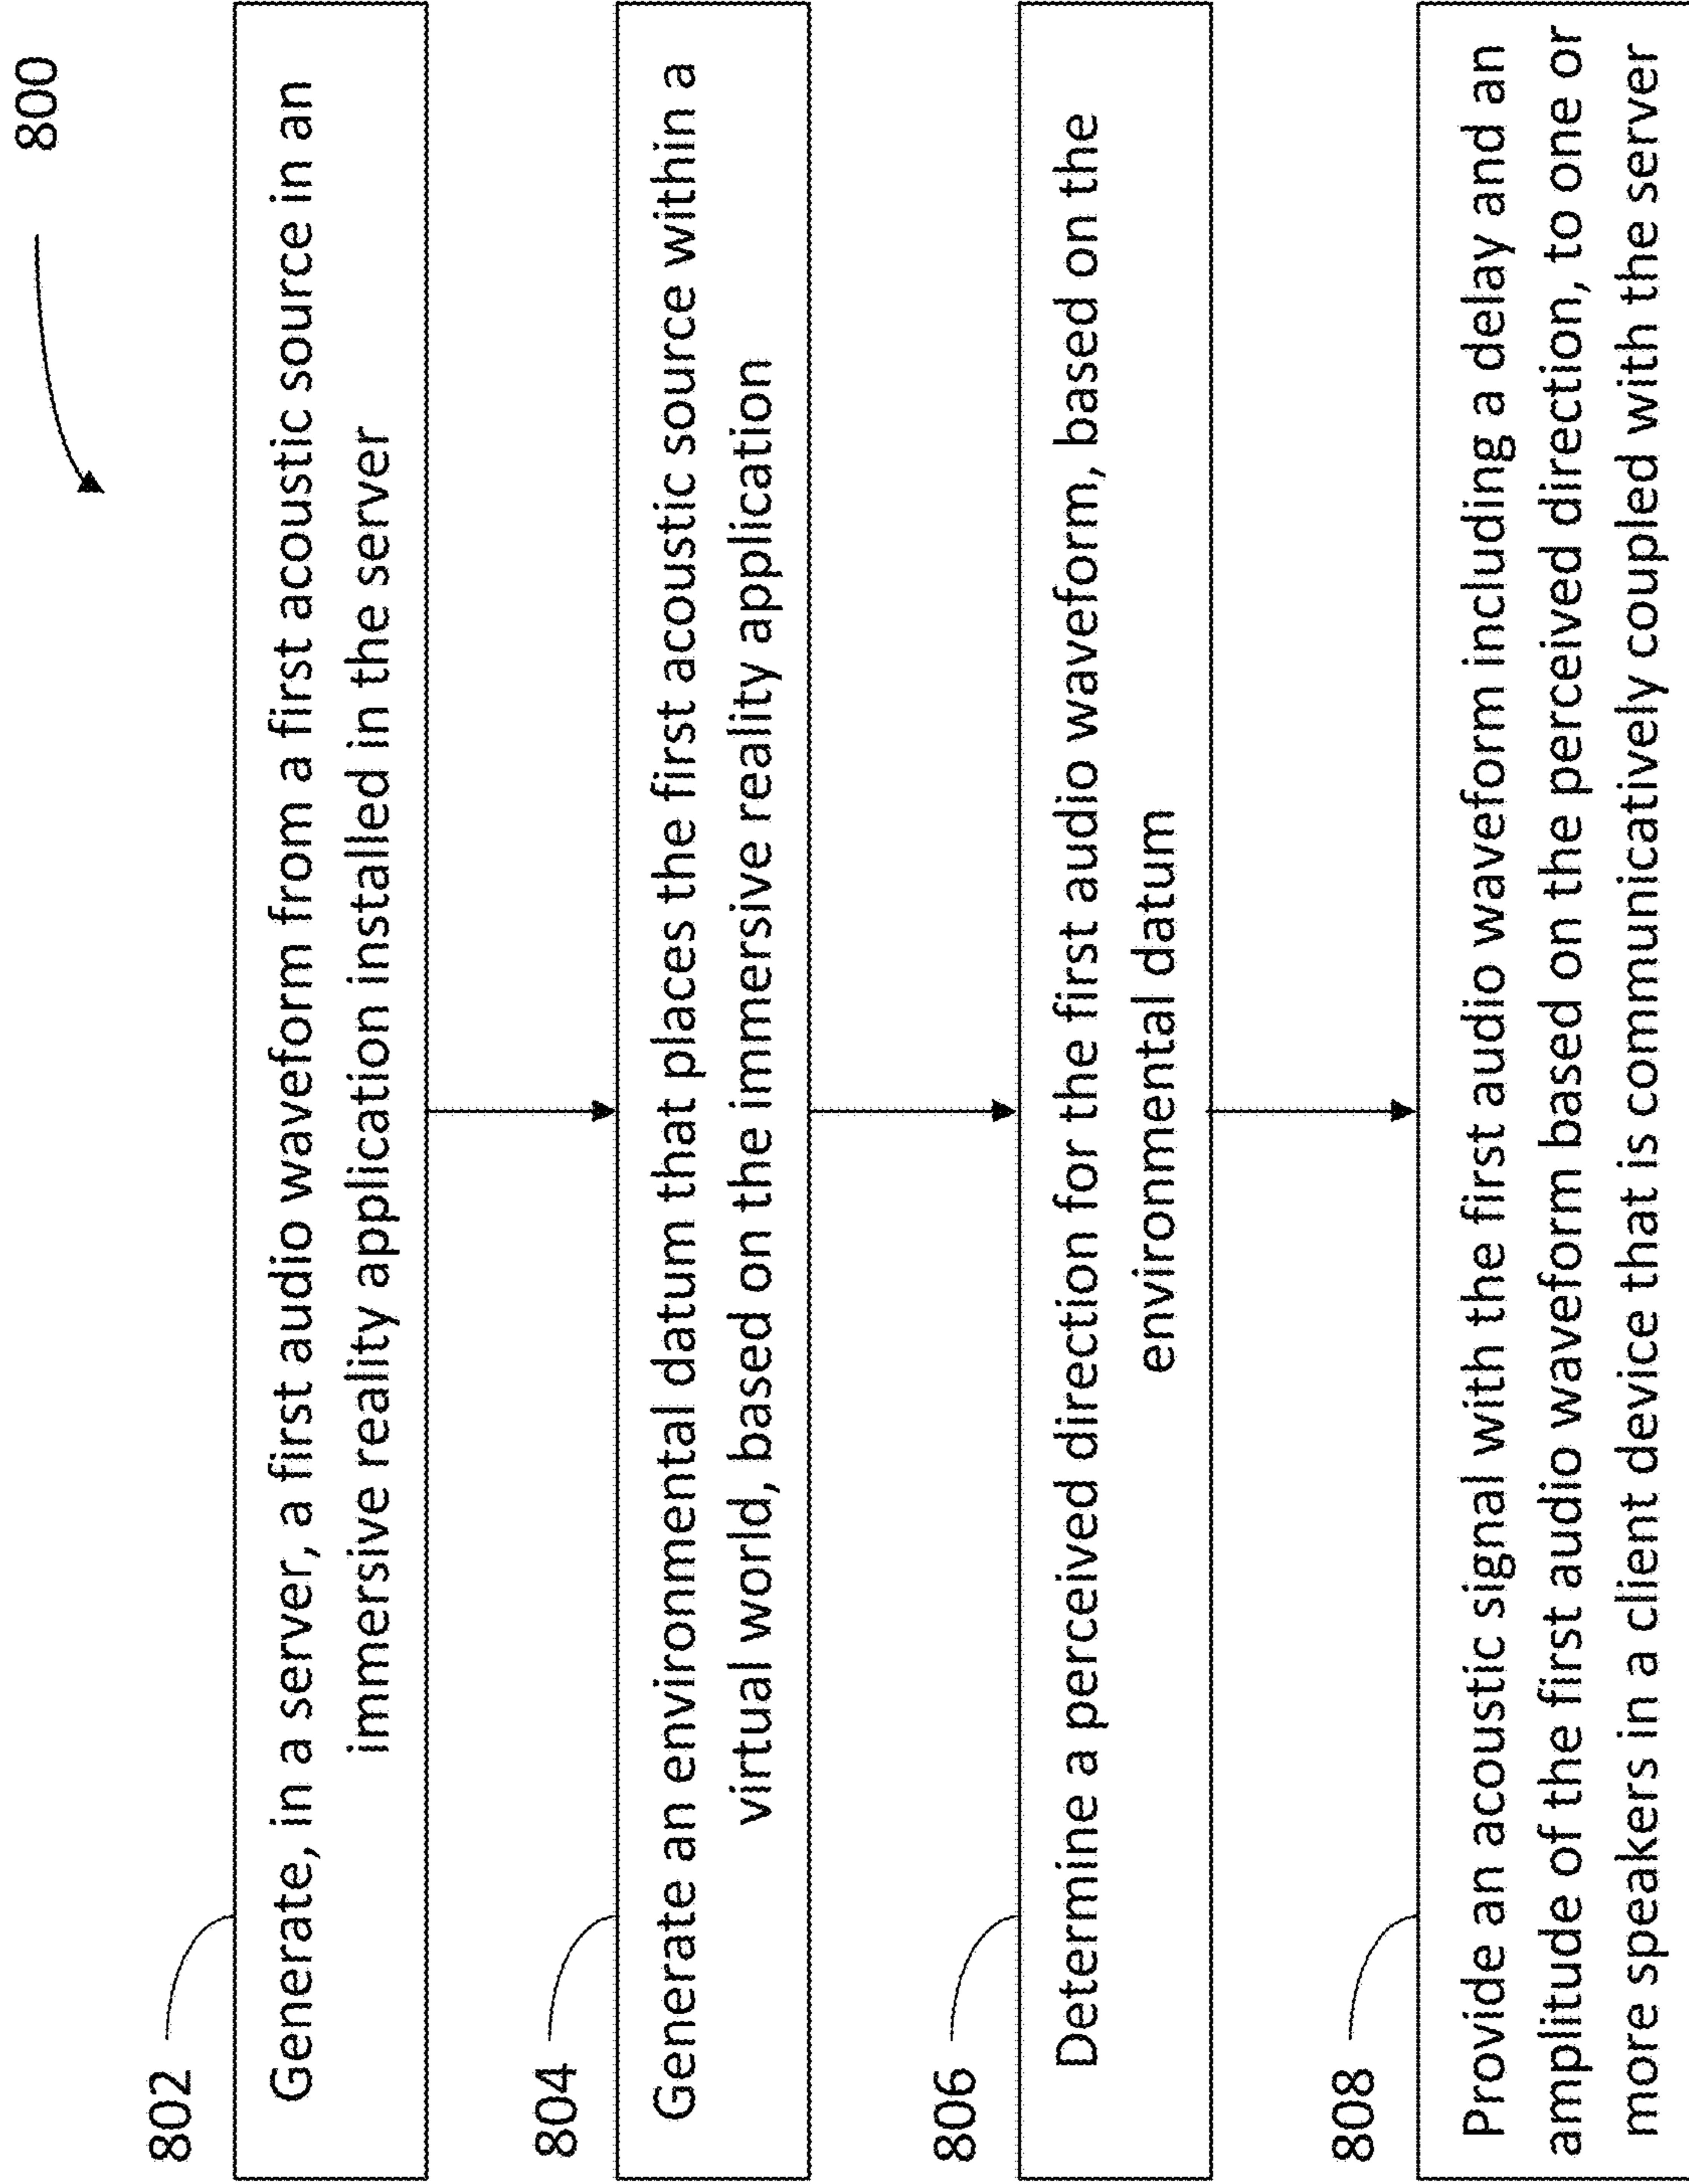 800
802
Generate, in a server, a first audio waveform from a first acoustic source in an
immersive reality application installed in the server
804
Generate an environmental datum that places the first acoustic source within a
virtual world, based on the immersive reality application
806
Determine a perceived direction for the first audio waveform, based on the
environmental datum
808
Provide an acoustic signal with the first audio waveform including a delay and an
amplitude of the first audio waveform based on the perceived direction, to one or
more speakers in a client device that is communicatively coupled with the server